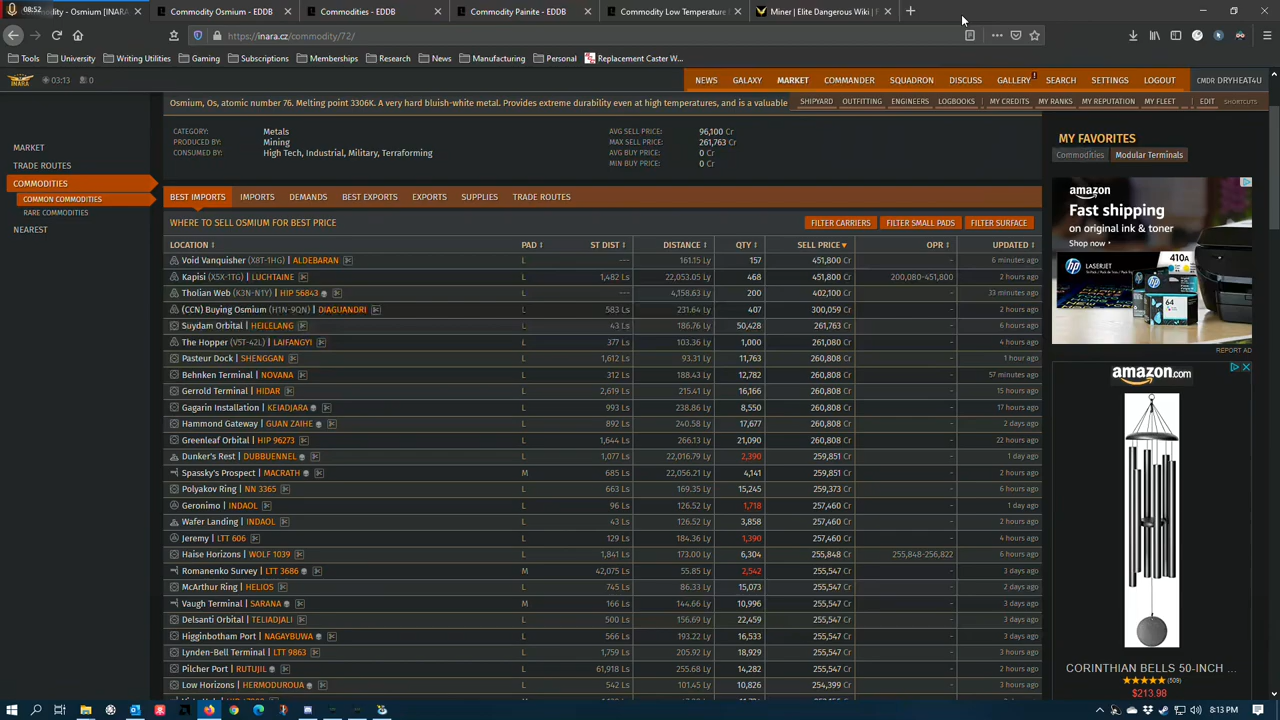 08:52
modity - Osmium [INARA
Commodity Osmium - EDDB
Commodities - EDDB
Commodity Painite - EDDB
Commodity Low Temperature
Miner | Elite Dangerous Wiki | F
https://inara.cz/commodity/72/
Tools
University
Writing Utilities
Gaming
Subscriptions
Memberships
Research
News
Manufacturing
Personal
Replacement Caster W...
INARA
03:13
0
NEWS
GALAXY
MARKET
COMMANDER
SQUADRON
DISCUSS
GALLERY
SEARCH
SETTINGS
LOGOUT
CMDR DRYHEAT4U
Osmium, Os, atomic number 76. Melting point 3306K. A very hard bluish-white metal. Provides extreme durability even at high temperatures, and is a valuable
SHIPYARD
OUTFITTING
ENGINEERS
LOGBOOKS
MY CREDITS
MY RANKS
MY REPUTATION
MY FLEET
EDIT
SHORTCUTS
CATEGORY: Metals
PRODUCED BY: Mining
CONSUMED BY: High Tech, Industrial, Military, Terraforming
AVG SELL PRICE: 96,100 Cr
MAX SELL PRICE: 261,763 Cr
AVG BUY PRICE: 0 Cr
MIN BUY PRICE: 0 Cr
MARKET
TRADE ROUTES
COMMODITIES
COMMON COMMODITIES
RARE COMMODITIES
NEAREST
BEST IMPORTS
IMPORTS
DEMANDS
BEST EXPORTS
EXPORTS
SUPPLIES
TRADE ROUTES
WHERE TO SELL OSMIUM FOR BEST PRICE
FILTER CARRIERS
FILTER SMALL PADS
FILTER SURFACE
LOCATION PAD ST DIST DISTANCE QTY SELL PRICE OPR UPDATED
Void Vanquisher (X8T-1HG) | ALDEBARAN L --- 161.15 Ly 157 451,800 Cr - 6 minutes ago
Kapisi (X5X-1TG) | LUCHTAINE L 1,482 Ls 22,053.05 Ly 468 451,800 Cr 200,080-451,800 2 hours ago
Tholian Web (K3N-N1Y) | HIP 56843 L --- 4,158.63 Ly 200 402,100 Cr - 33 minutes ago
(CCN) Buying Osmium (H1N-9QN) | DIAGUANDRI L 583 Ls 231.64 Ly 407 300,059 Cr - 2 hours ago
Suydam Orbital | HEILELANG L 43 Ls 186.76 Ly 50,428 261,763 Cr - 6 hours ago
The Hopper (V5T-42L) | LAIFANGYI L 377 Ls 103.36 Ly 1,000 261,080 Cr - 4 hours ago
Pasteur Dock | SHENGGAN L 1,612 Ls 93.31 Ly 11,763 260,808 Cr - 1 hour ago
Behnken Terminal | NOVANA L 312 Ls 188.43 Ly 12,782 260,808 Cr - 57 minutes ago
Gerrold Terminal | HIDAR L 2,619 Ls 215.41 Ly 16,166 260,808 Cr - 15 hours ago
Gagarin Installation | KEIADJARA L 993 Ls 238.86 Ly 8,550 260,808 Cr - 17 hours ago
Hammond Gateway | GUAN ZAIHE L 892 Ls 240.58 Ly 17,677 260,808 Cr - 2 days ago
Greenleaf Orbital | HIP 96273 L 1,644 Ls 266.13 Ly 21,090 260,808 Cr - 22 hours ago
Dunker's Rest | DUBBUENNEL L 1,077 Ls 22,016.79 Ly 2,390 259,851 Cr - 1 day ago
Spassky's Prospect | MACRATH M 685 Ls 22,056.21 Ly 4,141 259,851 Cr - 2 hours ago
Polyakov Ring | NN 3365 L 663 Ls 169.35 Ly 15,245 259,373 Cr - 6 hours ago
Geronimo | INDAOL L 96 Ls 126.52 Ly 1,718 257,460 Cr - 1 day ago
Wafer Landing | INDAOL L 43 Ls 126.52 Ly 3,858 257,460 Cr - 2 hours ago
Jeremy | LTT 606 L 129 Ls 184.36 Ly 1,390 257,460 Cr - 4 hours ago
Haise Horizons | WOLF 1039 L 1,841 Ls 173.00 Ly 6,304 255,848 Cr 255,848-256,822 6 hours ago
Romanenko Survey | LTT 3686 M 42,075 Ls 55.85 Ly 2,542 255,547 Cr - 3 days ago
McArthur Ring | HELIOS L 745 Ls 86.33 Ly 15,073 255,547 Cr - 2 days ago
Vaugh Terminal | SARANA M 166 Ls 144.66 Ly 10,996 255,547 Cr - 3 days ago
Delsanti Orbital | TELIADJALI L 500 Ls 156.69 Ly 22,459 255,547 Cr - 3 days ago
Higginbotham Port | NAGAYBUWA L 566 Ls 193.22 Ly 16,533 255,547 Cr - 3 days ago
Lynden-Bell Terminal | LTT 9863 L 1,759 Ls 205.92 Ly 18,929 255,547 Cr - 3 hours ago
Pilcher Port | RUTUJIL L 61,918 Ls 255.68 Ly 14,282 255,547 Cr - 2 days ago
Low Horizons | HERMODUROUA L 542 Ls 101.45 Ly 10,826 254,399 Cr - 3 hours ago
MY FAVORITES
Commodities
Modular Terminals
amazon
Fast shipping
on original ink & toner
Shop now
LASERJET
410A
64
REPORT AD
amazon.com
CORINTHIAN BELLS 50-INCH ...
(509)
$213.98
8:13 PM